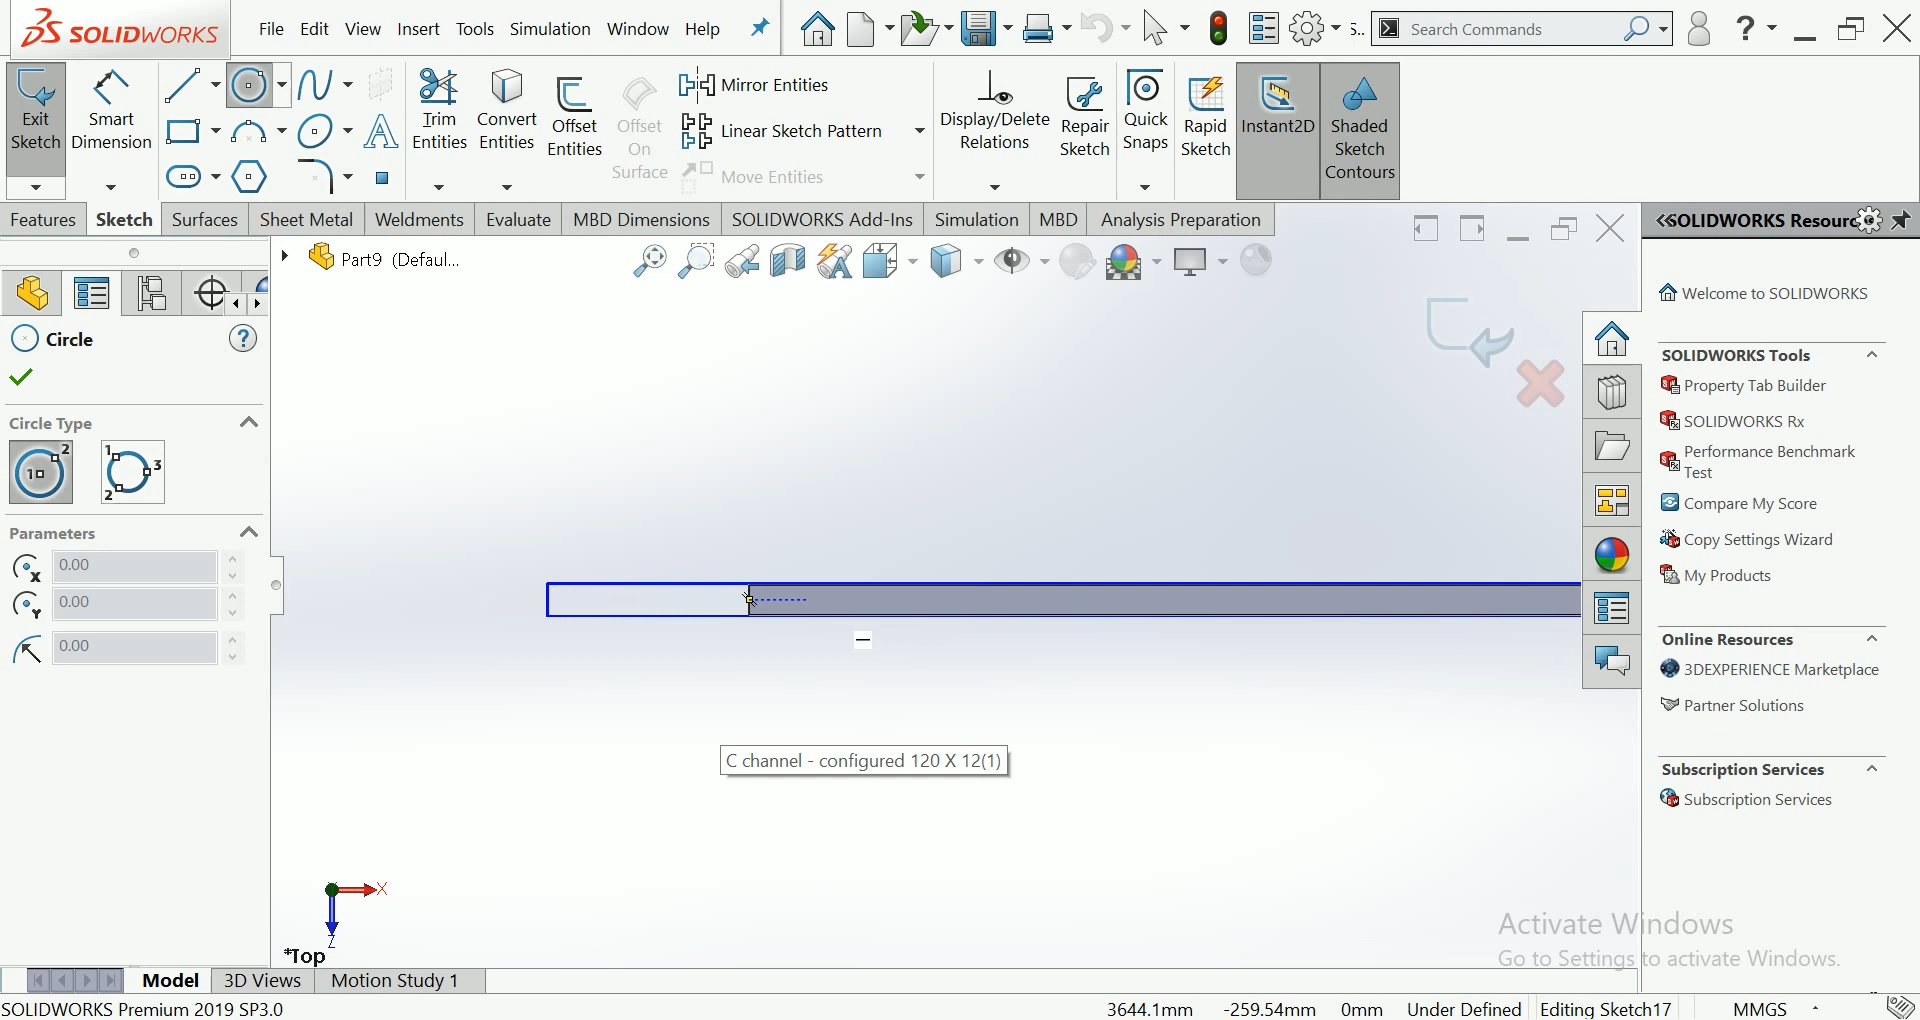 SOLIDWORKS File Edit View Insert Tools Simulation Window Help S.. Search Commands ?
Exit Sketch
Smart Dimension
Trim Entities
Convert Entities
Offset Entities
Offset On Surface
Mirror Entities
Linear Sketch Pattern
Move Entities
Display/Delete Relations
Repair Sketch
Quick Snaps
Rapid Sketch
Instant2D
Shaded Sketch Contours
Features Sketch Surfaces Sheet Metal Weldments Evaluate MBD Dimensions SOLIDWORKS Add-Ins Simulation MBD Analysis Preparation
SOLIDWORKS Resourc
Part9 (Defaul...
Circle ?
Circle Type
1 2
1 2 3
Parameters
X 0.00
Y 0.00
0.00
C channel - configured 120 X 12(1)
X
Z
*Top
Welcome to SOLIDWORKS
SOLIDWORKS Tools
Property Tab Builder
SOLIDWORKS Rx
Performance Benchmark
Test
Compare My Score
Copy Settings Wizard
My Products
Online Resources
3DEXPERIENCE Marketplace
Partner Solutions
Subscription Services
Subscription Services
Activate Windows
Go to Settings to activate Windows.
Model 3D Views Motion Study 1
SOLIDWORKS Premium 2019 SP3.0 3644.1mm -259.54mm 0mm Under Defined Editing Sketch17 MMGS